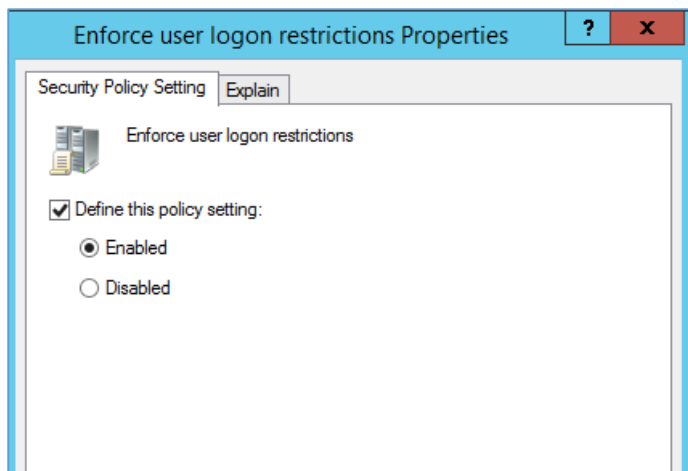 Enforce user logon restrictions Properties
? x
Security Policy Setting Explain
Enforce user logon restrictions
Define this policy setting:
Enabled
Disabled